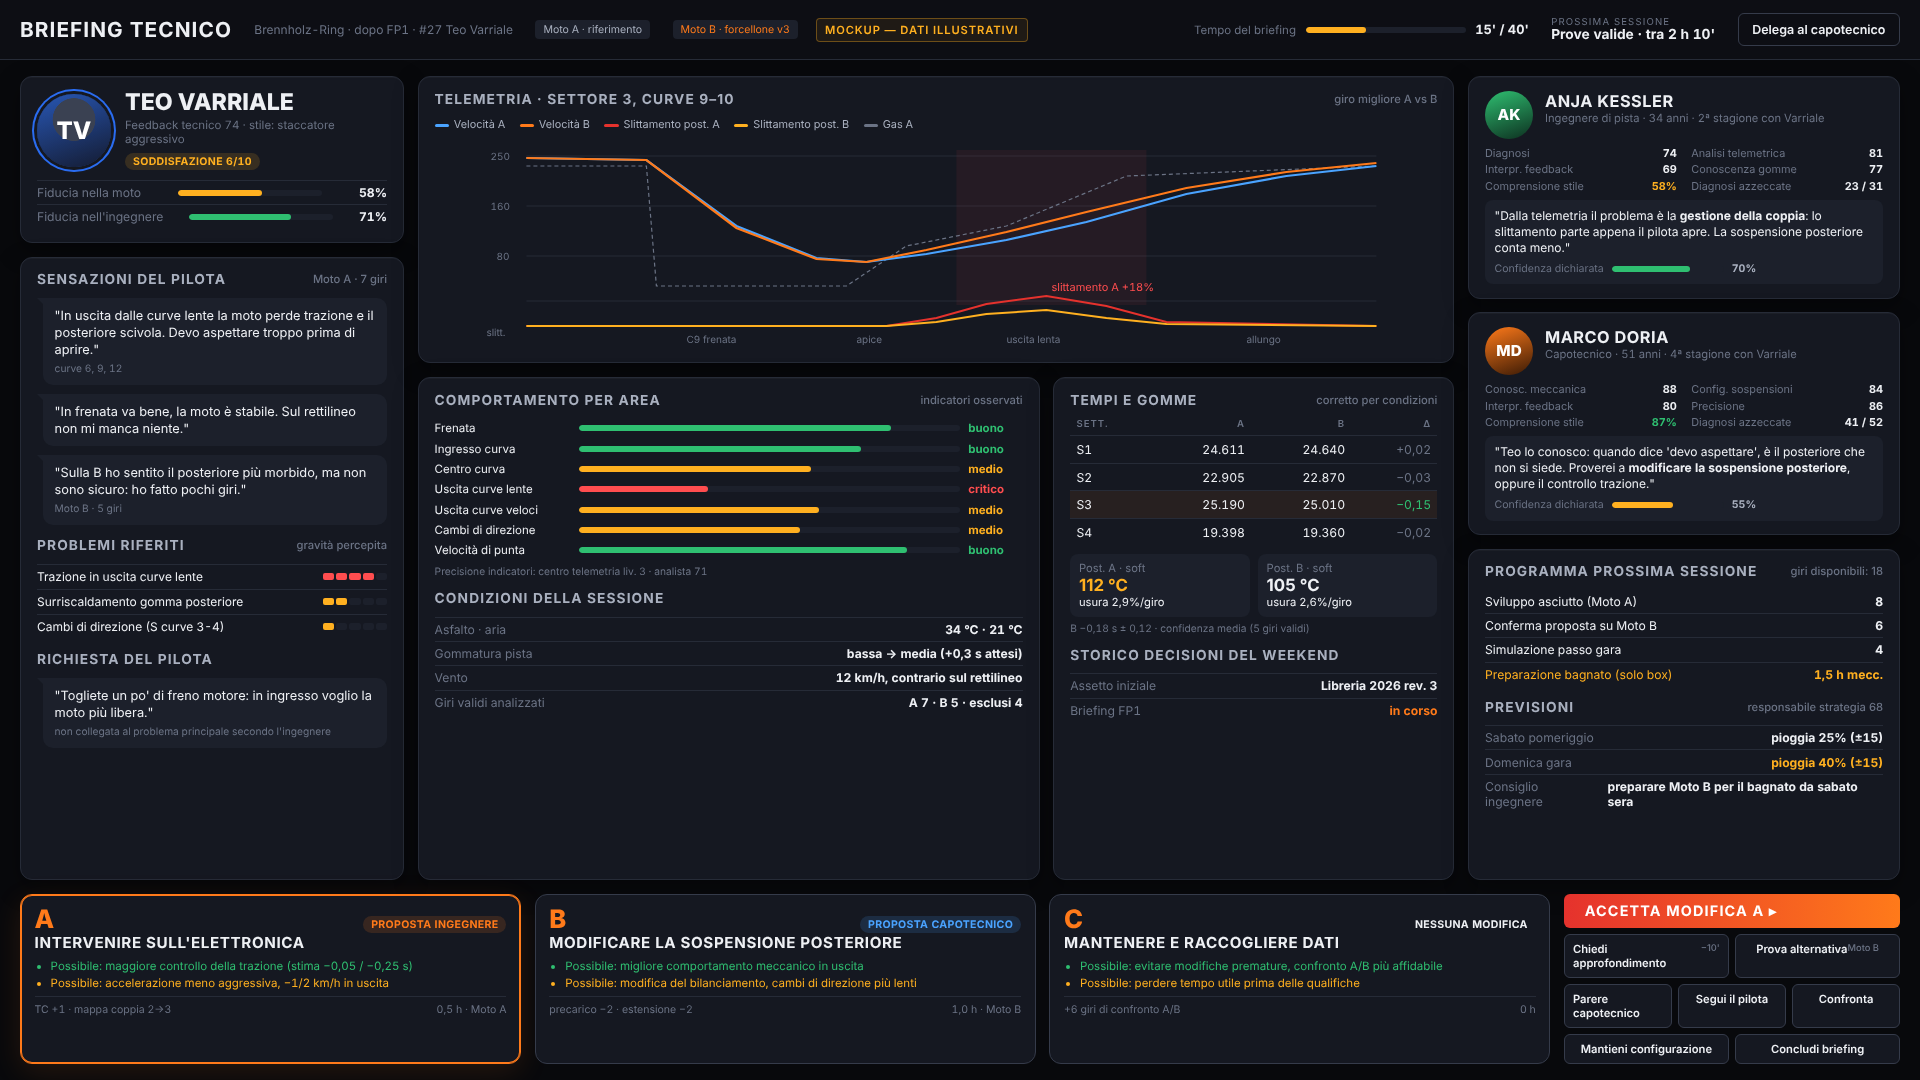 BRIEFING TECNICO
Brennholz-Ring · dopo FP1 · #27 Teo Varriale
Moto A · riferimento
Moto B · forcellone v3
MOCKUP — DATI ILLUSTRATIVI
Tempo del briefing
15' / 40'
PROSSIMA SESSIONE
Prove valide · tra 2 h 10'
Delega al capotecnico
TV
TEO VARRIALE
Feedback tecnico 74 · stile: staccatore
aggressivo
SODDISFAZIONE 6/10
Fiducia nella moto 58%
Fiducia nell'ingegnere 71%
SENSAZIONI DEL PILOTA
Moto A · 7 giri
"In uscita dalle curve lente la moto perde trazione e il
posteriore scivola. Devo aspettare troppo prima di
aprire."
curve 6, 9, 12
"In frenata va bene, la moto è stabile. Sul rettilineo
non mi manca niente."
"Sulla B ho sentito il posteriore più morbido, ma non
sono sicuro: ho fatto pochi giri."
Moto B · 5 giri
PROBLEMI RIFERITI
gravità percepita
Trazione in uscita curve lente
Surriscaldamento gomma posteriore
Cambi di direzione (S curve 3-4)
RICHIESTA DEL PILOTA
"Togliete un po' di freno motore: in ingresso voglio la
moto più libera."
non collegata al problema principale secondo l'ingegnere
TELEMETRIA · SETTORE 3, CURVE 9–10
giro migliore A vs B
Velocità A
Velocità B
Slittamento post. A
Slittamento post. B
Gas A
250
160
80
slitt.
slittamento A +18%
C9 frenata
apice
uscita lenta
allungo
COMPORTAMENTO PER AREA
indicatori osservati
Frenata buono
Ingresso curva buono
Centro curva medio
Uscita curve lente critico
Uscita curve veloci medio
Cambi di direzione medio
Velocità di punta buono
Precisione indicatori: centro telemetria liv. 3 · analista 71
CONDIZIONI DELLA SESSIONE
Asfalto · aria 34 °C · 21 °C
Gommatura pista bassa → media (+0,3 s attesi)
Vento 12 km/h, contrario sul rettilineo
Giri validi analizzati A 7 · B 5 · esclusi 4
TEMPI E GOMME
corretto per condizioni
SETT. A B Δ
S1 24.611 24.640 +0,02
S2 22.905 22.870 −0,03
S3 25.190 25.010 −0,15
S4 19.398 19.360 −0,02
Post. A · soft
112 °C
usura 2,9%/giro
Post. B · soft
105 °C
usura 2,6%/giro
B −0,18 s ± 0,12 · confidenza media (5 giri validi)
STORICO DECISIONI DEL WEEKEND
Assetto iniziale Libreria 2026 rev. 3
Briefing FP1 in corso
AK
ANJA KESSLER
Ingegnere di pista · 34 anni · 2ª stagione con Varriale
Diagnosi 74 Analisi telemetrica 81
Interpr. feedback 69 Conoscenza gomme 77
Comprensione stile 58% Diagnosi azzeccate 23 / 31
"Dalla telemetria il problema è la gestione della coppia: lo
slittamento parte appena il pilota apre. La sospensione posteriore
conta meno."
Confidenza dichiarata 70%
MD
MARCO DORIA
Capotecnico · 51 anni · 4ª stagione con Varriale
Conosc. meccanica 88 Config. sospensioni 84
Interpr. feedback 80 Precisione 86
Comprensione stile 87% Diagnosi azzeccate 41 / 52
"Teo lo conosco: quando dice 'devo aspettare', è il posteriore che
non si siede. Proverei a modificare la sospensione posteriore,
oppure il controllo trazione."
Confidenza dichiarata 55%
PROGRAMMA PROSSIMA SESSIONE
giri disponibili: 18
Sviluppo asciutto (Moto A) 8
Conferma proposta su Moto B 6
Simulazione passo gara 4
Preparazione bagnato (solo box) 1,5 h mecc.
PREVISIONI
responsabile strategia 68
Sabato pomeriggio pioggia 25% (±15)
Domenica gara pioggia 40% (±15)
Consiglio ingegnere preparare Moto B per il bagnato da sabato sera
A
PROPOSTA INGEGNERE
INTERVENIRE SULL'ELETTRONICA
• Possibile: maggiore controllo della trazione (stima −0,05 / −0,25 s)
• Possibile: accelerazione meno aggressiva, −1/2 km/h in uscita
TC +1 · mappa coppia 2→3 0,5 h · Moto A
B
PROPOSTA CAPOTECNICO
MODIFICARE LA SOSPENSIONE POSTERIORE
• Possibile: migliore comportamento meccanico in uscita
• Possibile: modifica del bilanciamento, cambi di direzione più lenti
precarico −2 · estensione −2 1,0 h · Moto B
C
NESSUNA MODIFICA
MANTENERE E RACCOGLIERE DATI
• Possibile: evitare modifiche premature, confronto A/B più affidabile
• Possibile: perdere tempo utile prima delle qualifiche
+6 giri di confronto A/B 0 h
ACCETTA MODIFICA A ▸
Chiedi approfondimento −10'
Prova alternativa Moto B
Parere capotecnico
Segui il pilota
Confronta
Mantieni configurazione
Concludi briefing